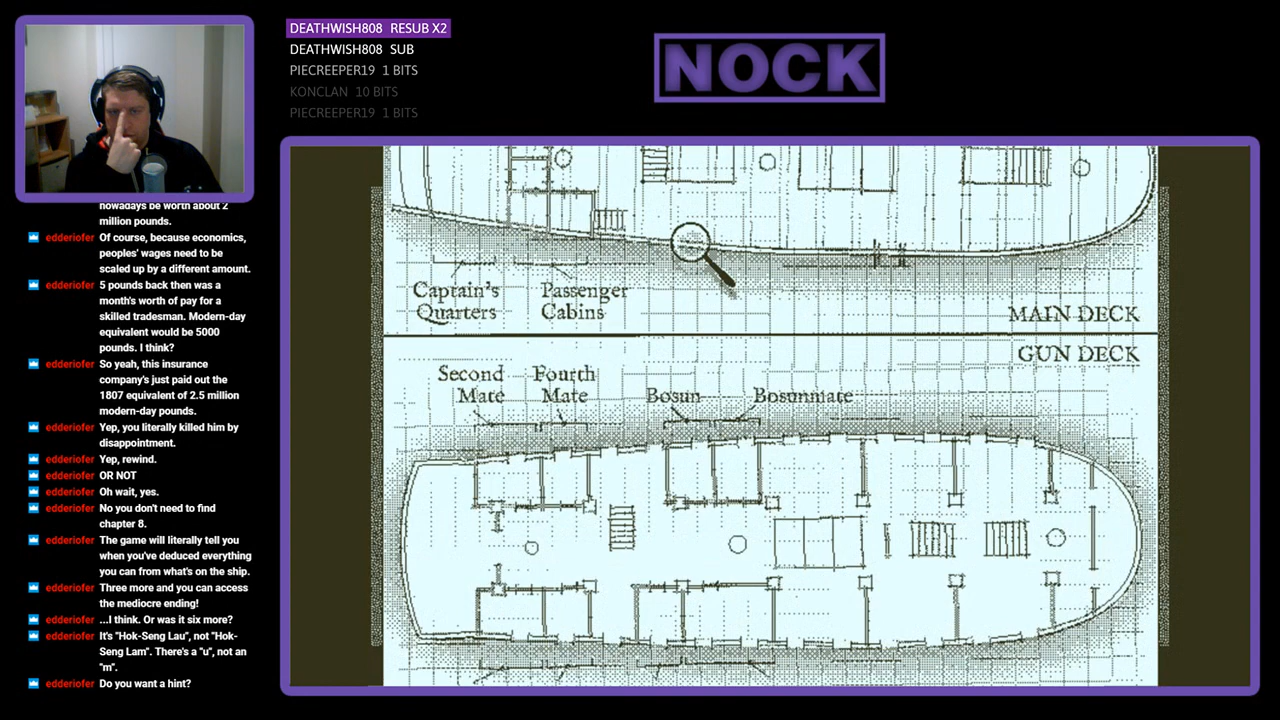 DEATHWISH808 RESUB X2
DEATHWISH808 SUB
PIECREEPER19 1 BITS
KONCLAN 10 BITS
PIECREEPER19 1 BITS
NOCK
nowadays be worth about 2
million pounds.
edderiofer Of course, because economics,
peoples' wages need to be
scaled up by a different amount.
edderiofer 5 pounds back then was a
month's worth of pay for a
skilled tradesman. Modern-day
equivalent would be 5000
pounds. I think?
edderiofer So yeah, this insurance
company's just paid out the
1807 equivalent of 2.5 million
modern-day pounds.
edderiofer Yep, you literally killed him by
disappointment.
edderiofer Yep, rewind.
edderiofer OR NOT
edderiofer Oh wait, yes.
edderiofer No you don't need to find
chapter 8.
edderiofer The game will literally tell you
when you've deduced everything
you can from what's on the ship.
edderiofer Three more and you can access
the mediocre ending!
edderiofer ...I think. Or was it six more?
edderiofer It's "Hok-Seng Lau", not "Hok-
Seng Lam". There's a "u", not an
"m".
edderiofer Do you want a hint?
Captain's
Quarters
Passenger
Cabins
MAIN DECK
GUN DECK
Second
Mate
Fourth
Mate
Bosun
Bosunmate